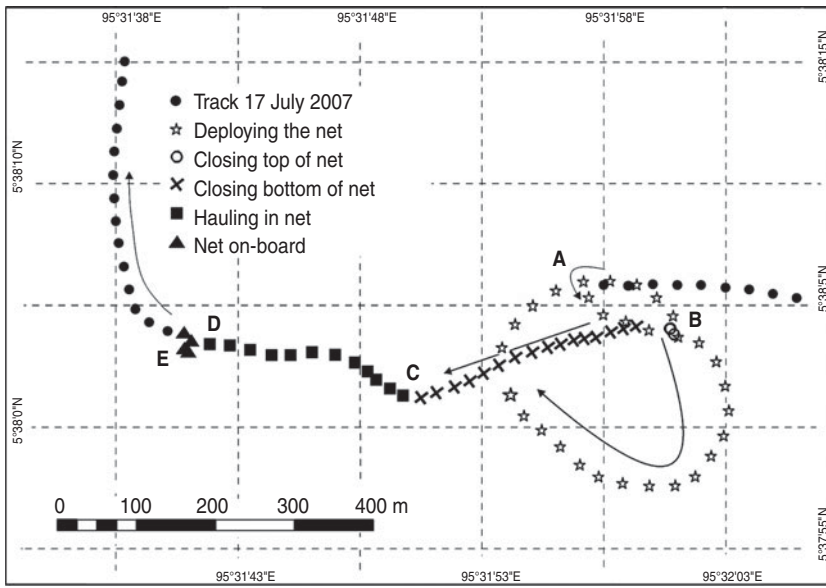 95°31'38"E 95°31'48"E 95°31'58"E
5°38'15"N
Track 17 July 2007
Deploying the net
Closing top of net
Closing bottom of net
Hauling in net
Net on-board
5°38'10"N
A
5°38'5"N
B
D
E
C
5°38'0"N
0 100 200 300 400 m
5°37'55"N
95°31'43"E 95°31'53"E 95°32'03"E